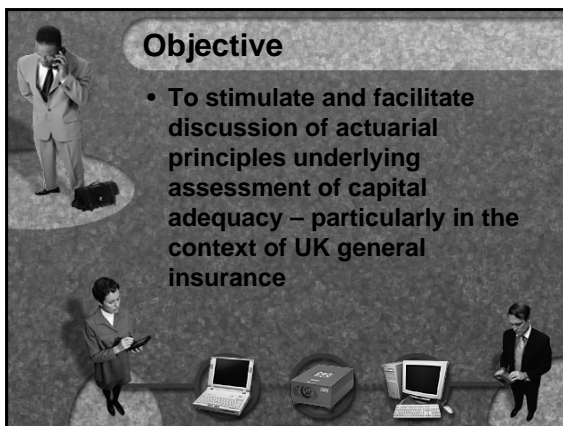 Objective
• To stimulate and facilitate
discussion of actuarial
principles underlying
assessment of capital
adequacy – particularly in the
context of UK general
insurance